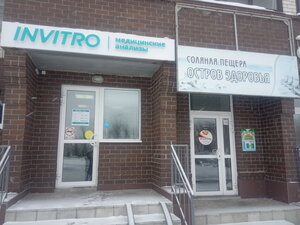 INVITRO
медицинские
анализы
СОЛЯНАЯ ПЕЩЕРА
ОСТРОВ ЗДОРОВЬЯ